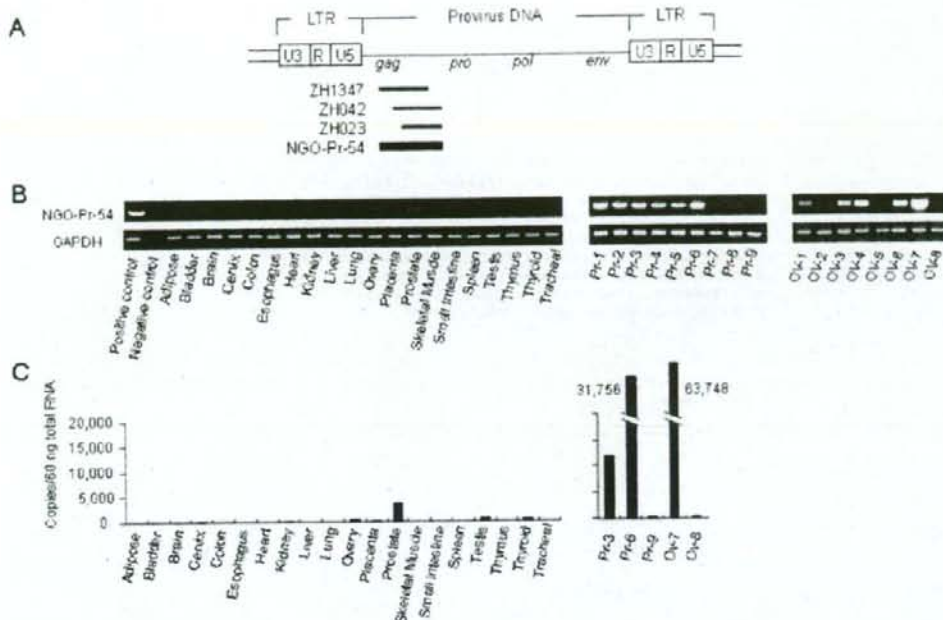 A
LTR
Provirus DNA
LTR
U3 R U5
gag
pro
pol
env
U3 R U5
ZH1347
ZH042
ZH023
NGO-Pr-54
B
NGO-Pr-54
GAPDH
Positive control
Negative control
Adipose
Bladder
Brain
Cervix
Colon
Esophagus
Heart
Kidney
Liver
Lung
Ovary
Placenta
Prostate
Skeletal Muscle
Small Intestine
Spleen
Testis
Thymus
Thyroid
Tracheal
Pr-1
Pr-2
Pr-3
Pr-4
Pr-5
Pr-6
Pr-7
Pr-8
Pr-9
Ov-1
Ov-2
Ov-3
Ov-4
Ov-5
Ov-6
Ov-7
Ov-8
C
Copies/60 ng total RNA
20,000
15,000
10,000
5,000
0
Adipose
Bladder
Brain
Cervix
Colon
Esophagus
Heart
Kidney
Liver
Lung
Ovary
Placenta
Prostate
Skeletal Muscle
Small intestine
Spleen
Testis
Thymus
Thyroid
Tracheal
31,756
63,748
Pr-3
Pr-6
Pr-9
Ov-7
Ov-8